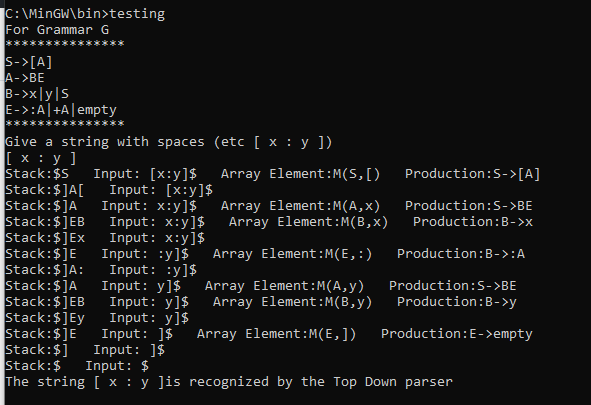 C:\MinGW\bin>testing
For Grammar G
***************
S->[A]
A->BE
B->x|y|S
E->:A|+A|empty
***************
Give a string with spaces (etc [ x : y ])
[ x : y ]
Stack:$S   Input: [x:y]$   Array Element:M(S,[)   Production:S->[A]
Stack:$]A[   Input: [x:y]$
Stack:$]A   Input: x:y]$   Array Element:M(A,x)   Production:S->BE
Stack:$]EB   Input: x:y]$   Array Element:M(B,x)   Production:B->x
Stack:$]Ex   Input: x:y]$
Stack:$]E   Input: :y]$   Array Element:M(E,:)   Production:B->:A
Stack:$]A:   Input: :y]$
Stack:$]A   Input: y]$   Array Element:M(A,y)   Production:S->BE
Stack:$]EB   Input: y]$   Array Element:M(B,y)   Production:B->y
Stack:$]Ey   Input: y]$
Stack:$]E   Input: ]$   Array Element:M(E,])   Production:E->empty
Stack:$]   Input: ]$
Stack:$   Input: $
The string [ x : y ]is recognized by the Top Down parser